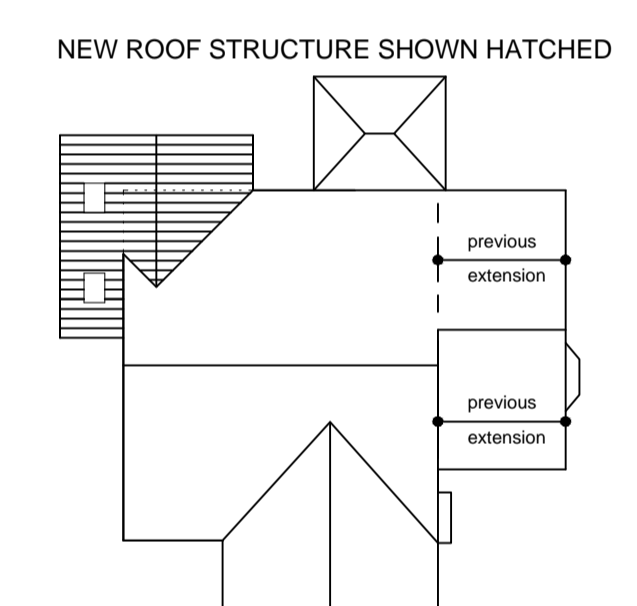 NEW ROOF STRUCTURE SHOWN HATCHED
previous
extension
previous
extension